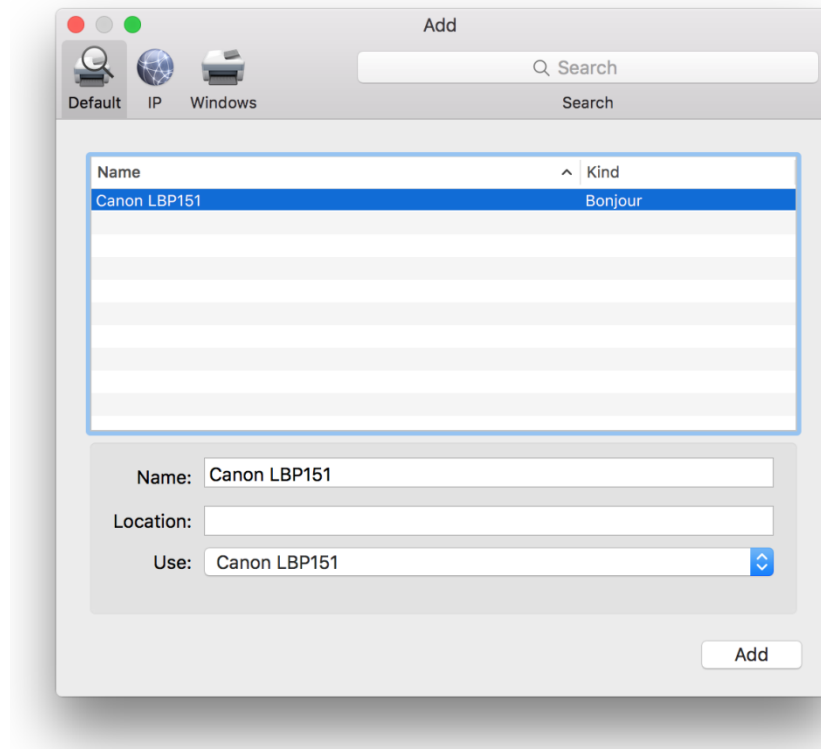 Add
Search
Default IP Windows Search
Name Kind
Canon LBP151 Bonjour
Name: Canon LBP151
Location:
Use: Canon LBP151
Add